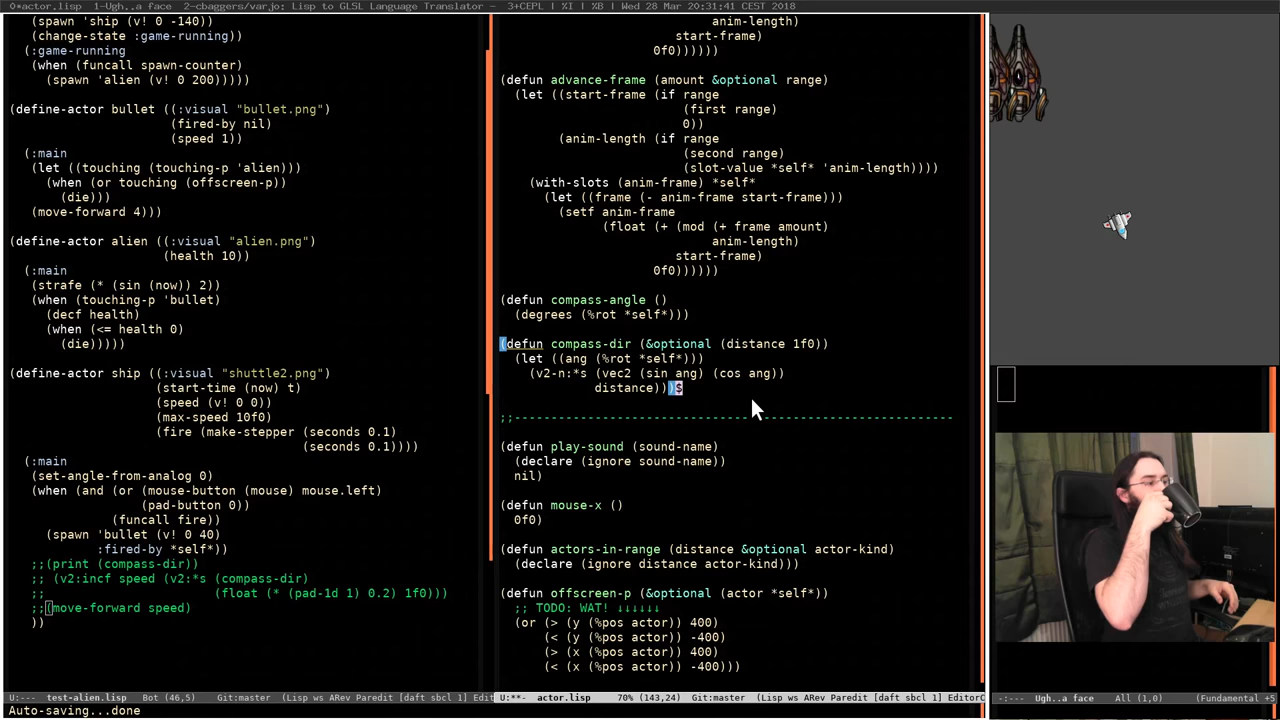 0*actor.lisp  1-Ugh..a face  2-cbaggers/varjo: Lisp to GLSL Language Translator -  3+CEPL | %I | %B | Wed 28 Mar 20:31:41 CEST 2018
(spawn 'ship (v! 0 -140))
(change-state :game-running))
(:game-running
(when (funcall spawn-counter)
(spawn 'alien (v! 0 200)))))
(define-actor bullet ((:visual "bullet.png")
(fired-by nil)
(speed 1))
(:main
(let ((touching (touching-p 'alien)))
(when (or touching (offscreen-p))
(die)))
(move-forward 4)))
(define-actor alien ((:visual "alien.png")
(health 10))
(:main
(strafe (* (sin (now)) 2))
(when (touching-p 'bullet)
(decf health)
(when (<= health 0)
(die)))))
(define-actor ship ((:visual "shuttle2.png")
(start-time (now) t)
(speed (v! 0 0))
(max-speed 10f0)
(fire (make-stepper (seconds 0.1)
(seconds 0.1))))
(:main
(set-angle-from-analog 0)
(when (and (or (mouse-button (mouse) mouse.left)
(pad-button 0))
(funcall fire))
(spawn 'bullet (v! 0 40)
:fired-by *self*))
;;(print (compass-dir))
;; (v2:incf speed (v2:*s (compass-dir)
;;                       (float (* (pad-1d 1) 0.2) 1f0)))
;;(move-forward speed)
))
U:---  test-alien.lisp   Bot (46,5)     Git:master  (Lisp ws ARev Paredit [daft sbcl 1] Edit
Auto-saving...done
anim-length)
start-frame)
0f0))))))
(defun advance-frame (amount &optional range)
(let ((start-frame (if range
(first range)
0))
(anim-length (if range
(second range)
(slot-value *self* 'anim-length))))
(with-slots (anim-frame) *self*
(let ((frame (- anim-frame start-frame)))
(setf anim-frame
(float (+ (mod (+ frame amount)
anim-length)
start-frame)
0f0))))))
(defun compass-angle ()
(degrees (%rot *self*)))
(defun compass-dir (&optional (distance 1f0))
(let ((ang (%rot *self*)))
(v2-n:*s (vec2 (sin ang) (cos ang))
distance)))$
;;------------------------------------------------------------
(defun play-sound (sound-name)
(declare (ignore sound-name))
nil)
(defun mouse-x ()
0f0)
(defun actors-in-range (distance &optional actor-kind)
(declare (ignore distance actor-kind)))
(defun offscreen-p (&optional (actor *self*))
;; TODO: WAT! ↓↓↓↓↓↓
(or (> (y (%pos actor)) 400)
(< (y (%pos actor)) -400)
(> (x (%pos actor)) 400)
(< (x (%pos actor)) -400)))
U:**-  actor.lisp     70% (143,24)   Git:master  (Lisp ws ARev Paredit [daft sbcl 1] EditorC
-:---  Ugh..a face    All (1,0)      (Fundamental +5